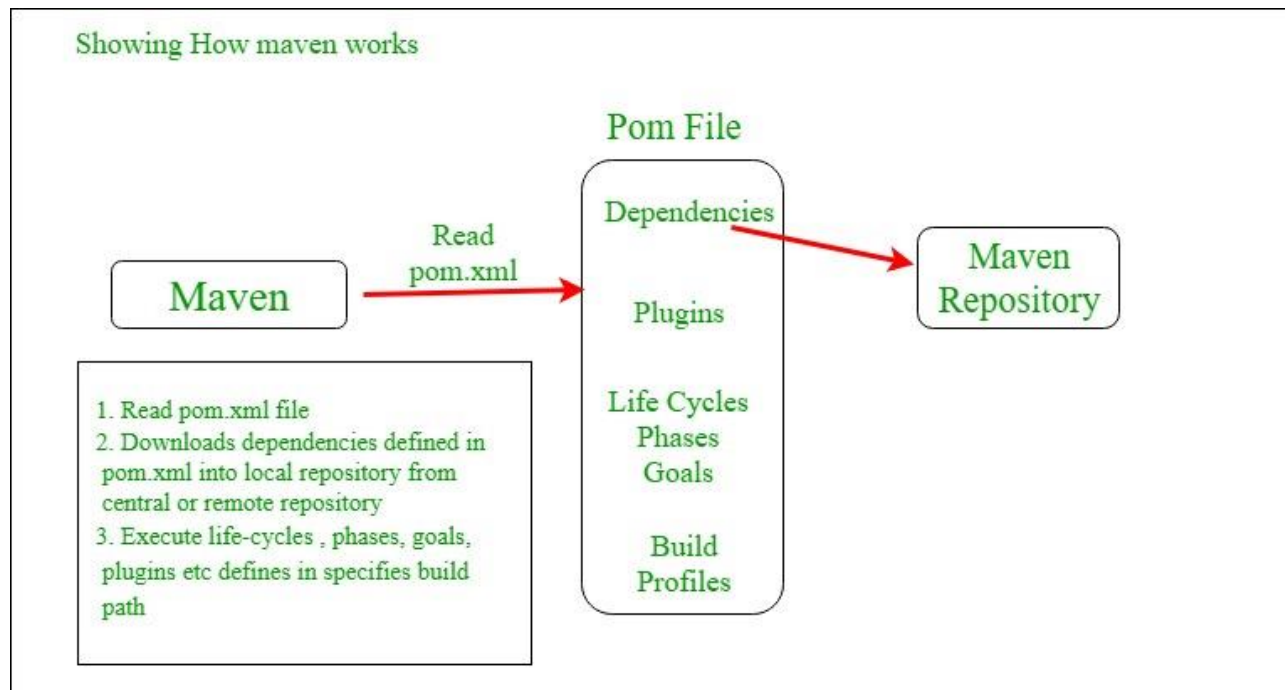 Showing How maven works
Pom File
Dependencies
Read
pom.xml
Maven
Maven
Repository
Plugins
Life Cycles
Phases
Goals
Build
Profiles
1. Read pom.xml file
2. Downloads dependencies defined in
pom.xml into local repository from
central or remote repository
3. Execute life-cycles , phases, goals,
plugins etc defines in specifies build
path